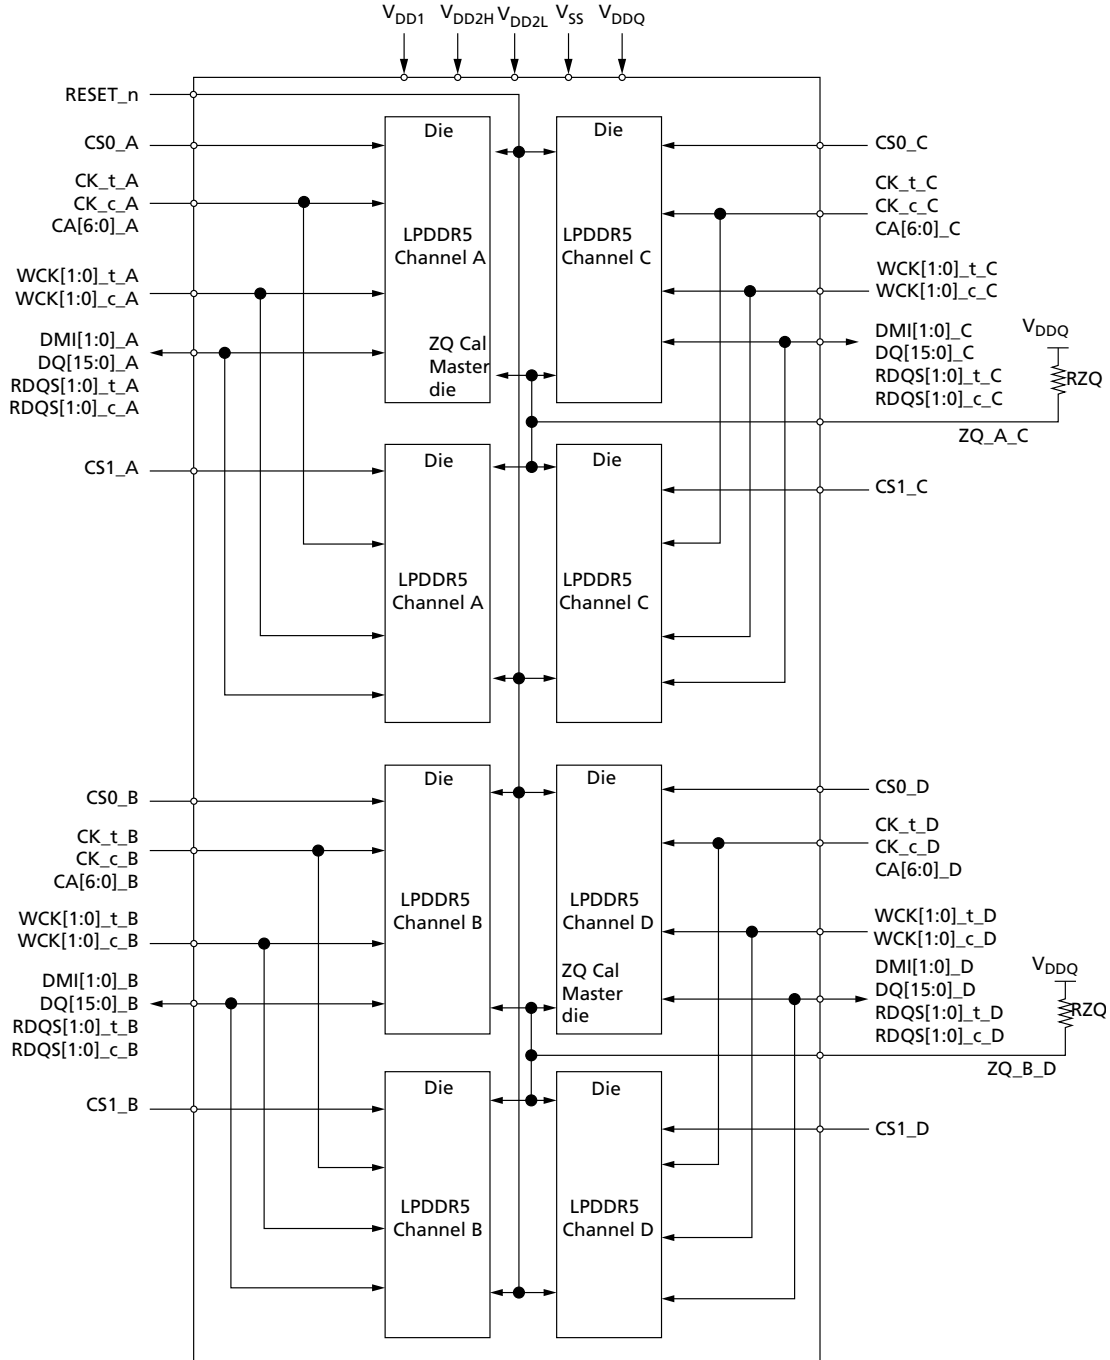 VDD1 VDD2H VDD2L VSS VDDQ
RESET_n
CS0_A
CK_t_A
CK_c_A
CA[6:0]_A
WCK[1:0]_t_A
WCK[1:0]_c_A
DMI[1:0]_A
DQ[15:0]_A
RDQS[1:0]_t_A
RDQS[1:0]_c_A
CS1_A
Die
LPDDR5
Channel A
ZQ Cal
Master
die
Die
LPDDR5
Channel C
CS0_C
CK_t_C
CK_c_C
CA[6:0]_C
WCK[1:0]_t_C
WCK[1:0]_c_C
DMI[1:0]_C
DQ[15:0]_C
RDQS[1:0]_t_C
RDQS[1:0]_c_C
VDDQ
RZQ
ZQ_A_C
CS1_C
Die
LPDDR5
Channel A
Die
LPDDR5
Channel C
CS0_B
CK_t_B
CK_c_B
CA[6:0]_B
WCK[1:0]_t_B
WCK[1:0]_c_B
DMI[1:0]_B
DQ[15:0]_B
RDQS[1:0]_t_B
RDQS[1:0]_c_B
CS1_B
Die
LPDDR5
Channel B
Die
LPDDR5
Channel D
ZQ Cal
Master
die
CS0_D
CK_t_D
CK_c_D
CA[6:0]_D
WCK[1:0]_t_D
WCK[1:0]_c_D
DMI[1:0]_D
DQ[15:0]_D
RDQS[1:0]_t_D
RDQS[1:0]_c_D
VDDQ
RZQ
ZQ_B_D
CS1_D
Die
LPDDR5
Channel B
Die
LPDDR5
Channel D